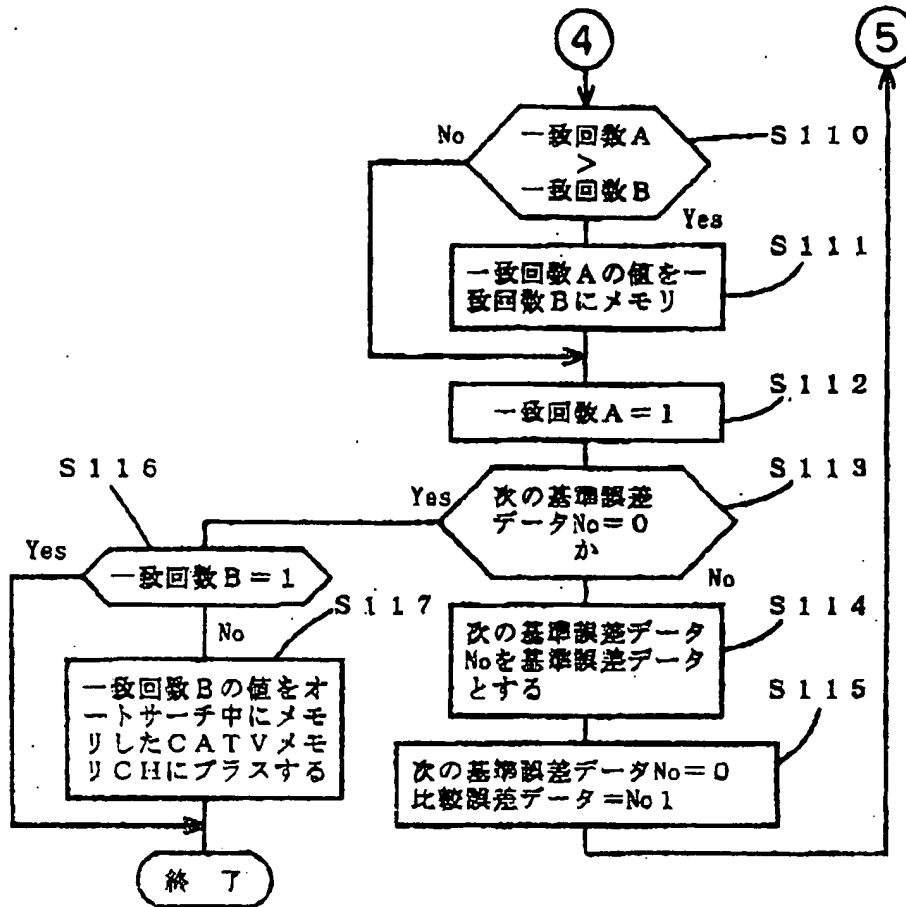 ④
⑤
一致回数A
>
一致回数B
No
Yes
S110
一致回数Aの値を一
致回数Bにメモリ
S111
一致回数A=1
S112
次の基準誤差
データNo=0
か
Yes
No
S113
S116
一致回数B=1
Yes
No
S117
一致回数Bの値をオ
ートサーチ中にメモ
リしたCATVメモ
リCHにプラスする
終了
次の基準誤差データ
Noを基準誤差データ
とする
S114
次の基準誤差データNo=0
比較誤差データ=No1
S115